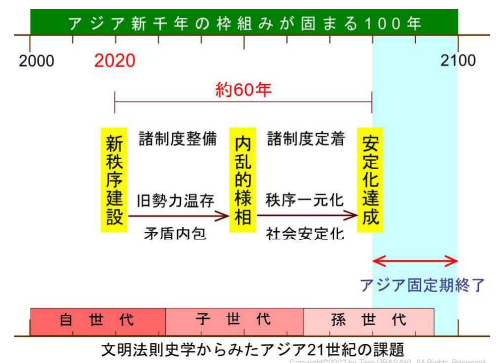 アジア新千年の枠組みが固まる100年
2000
2020
2100
約60年
新秩序建設
諸制度整備
旧勢力温存
矛盾内包
内乱的様相
諸制度定着
秩序一元化
社会安定化
安定化達成
アジア固定期終了
自世代
子世代
孫世代
文明法則史学からみたアジア21世紀の課題